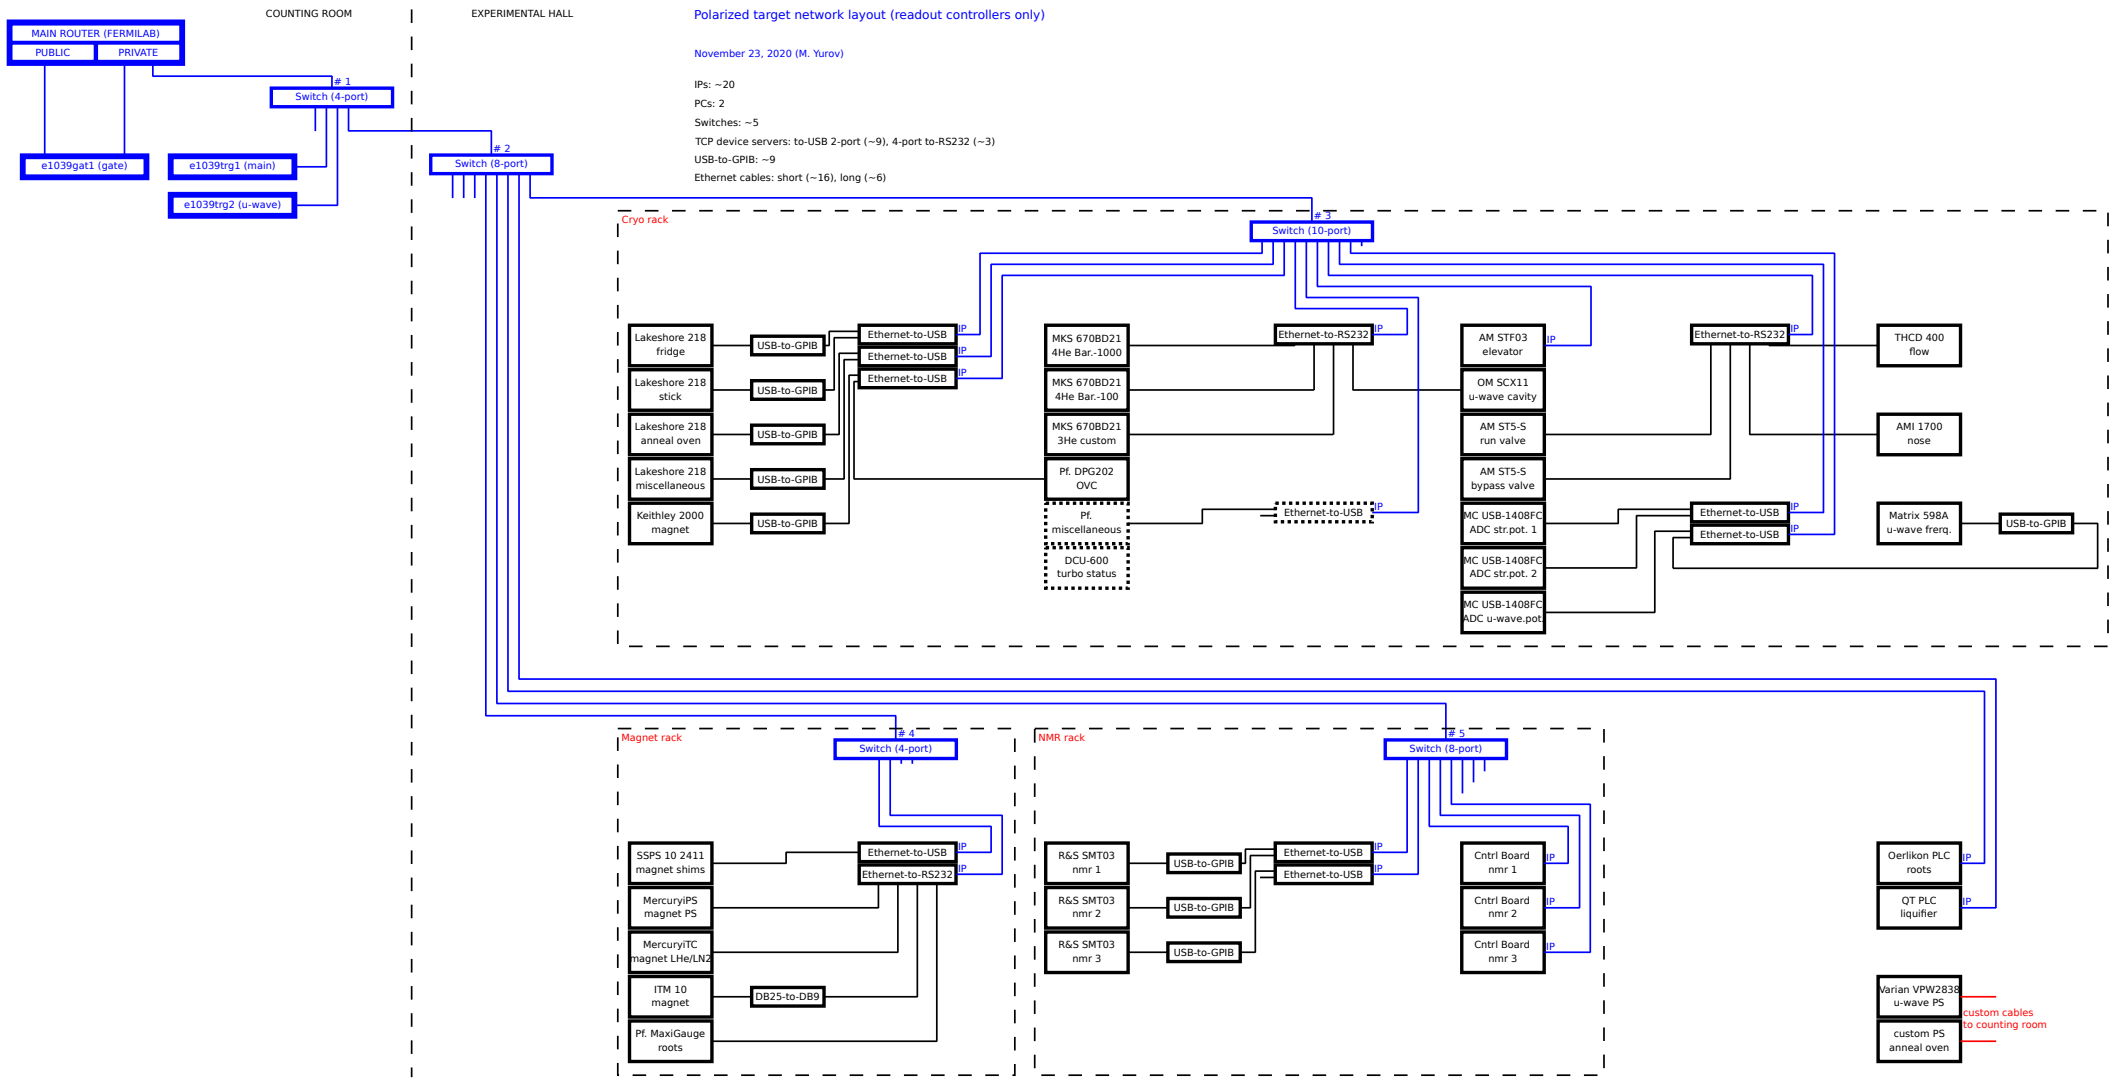 COUNTING ROOM
EXPERIMENTAL HALL
Polarized target network layout (readout controllers only)
November 23, 2020 (M. Yurov)
IPs: ~20
PCs: 2
Switches: ~5
TCP device servers: to-USB 2-port (~9), 4-port to-RS232 (~3)
USB-to-GPIB: ~9
Ethernet cables: short (~16), long (~6)
MAIN ROUTER (FERMILAB)
PUBLIC
PRIVATE
# 1
Switch (4-port)
e1039gat1 (gate)
e1039trg1 (main)
e1039trg2 (u-wave)
# 2
Switch (8-port)
Cryo rack
# 3
Switch (10-port)
Lakeshore 218
fridge
Lakeshore 218
stick
Lakeshore 218
anneal oven
Lakeshore 218
miscellaneous
Keithley 2000
magnet
USB-to-GPIB
USB-to-GPIB
USB-to-GPIB
USB-to-GPIB
USB-to-GPIB
Ethernet-to-USB
IP
Ethernet-to-USB
IP
Ethernet-to-USB
IP
MKS 670BD21
4He Bar.-1000
MKS 670BD21
4He Bar.-100
MKS 670BD21
3He custom
Pf. DPG202
OVC
Pf.
miscellaneous
DCU-600
turbo status
Ethernet-to-RS232
IP
Ethernet-to-USB
IP
AM STF03
elevator
IP
OM SCX11
u-wave cavity
AM ST5-S
run valve
AM ST5-S
bypass valve
MC USB-1408FC
ADC str.pot. 1
MC USB-1408FC
ADC str.pot. 2
MC USB-1408FC
ADC u-wave.pot.
Ethernet-to-RS232
IP
Ethernet-to-USB
IP
Ethernet-to-USB
IP
THCD 400
flow
AMI 1700
nose
Matrix 598A
u-wave ferq.
USB-to-GPIB
Magnet rack
# 4
Switch (4-port)
SSPS 10 2411
magnet shims
MercuryiPS
magnet PS
MercuryiTC
magnet LHe/LN2
ITM 10
magnet
Pf. MaxiGauge
roots
DB25-to-DB9
Ethernet-to-USB
IP
Ethernet-to-RS232
IP
NMR rack
# 5
Switch (8-port)
R&S SMT03
nmr 1
R&S SMT03
nmr 2
R&S SMT03
nmr 3
USB-to-GPIB
USB-to-GPIB
USB-to-GPIB
Ethernet-to-USB
IP
Ethernet-to-USB
IP
Cntrl Board
nmr 1
IP
Cntrl Board
nmr 2
IP
Cntrl Board
nmr 3
IP
Oerlikon PLC
roots
IP
QT PLC
liquifier
IP
Varian VPW2838
u-wave PS
custom PS
anneal oven
custom cables
to counting room